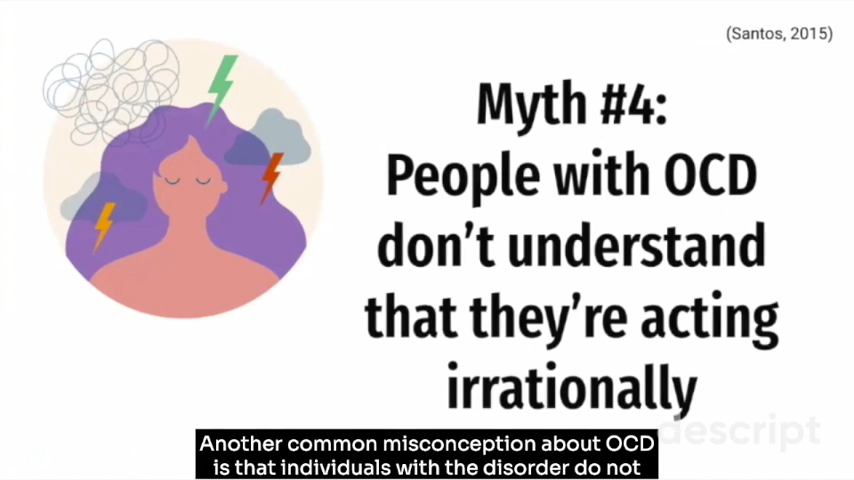 (Santos, 2015)
Myth #4:
People with OCD
don't understand
that they're acting
irrationally
descript
Another common misconception about OCD
is that individuals with the disorder do not